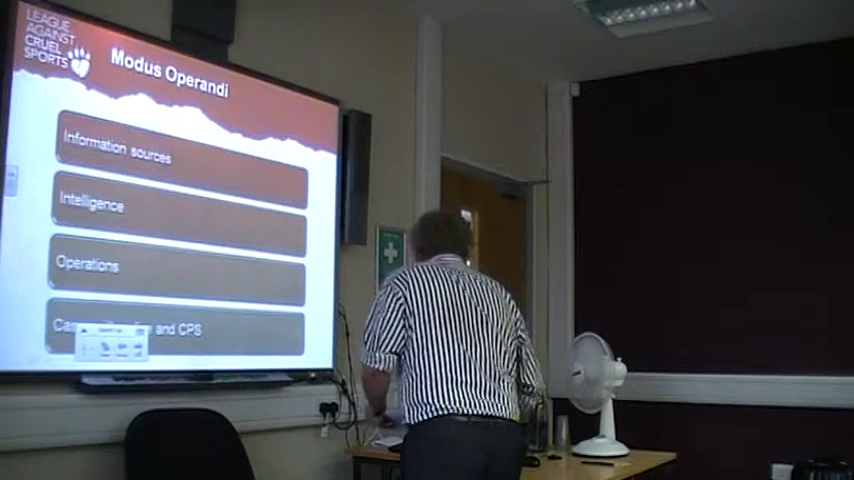 LEAGUE
AGAINST
CRUEL
SPORTS
Modus Operandi
Information sources
Intelligence
Operations
and CPS